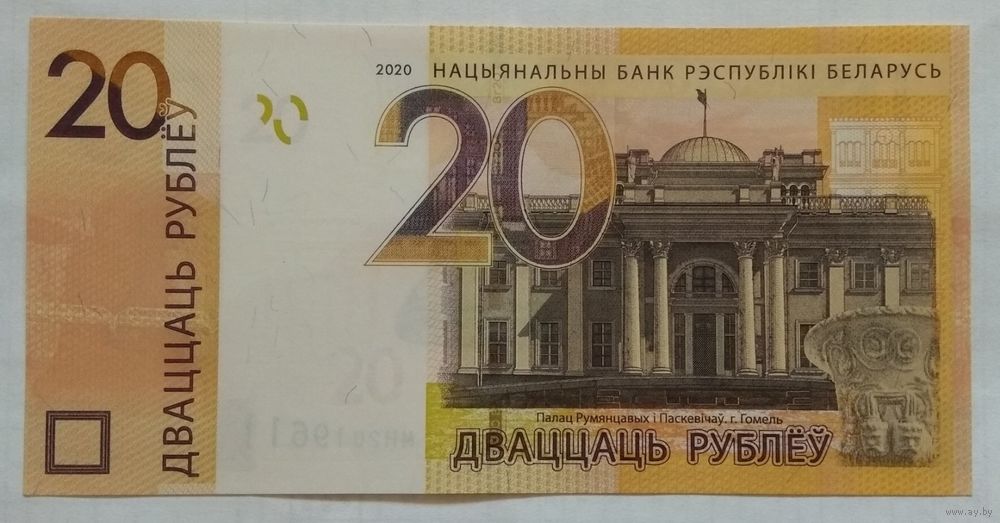 20
ДВАЦЦАЦЬ РУБЛЁЎ
2020 НАЦЫЯНАЛЬНЫ БАНК РЭСПУБЛІКІ БЕЛАРУСЬ
20
Палац Румянцавых і Паскевічаў. г. Гомель
ДВАЦЦАЦЬ РУБЛЁЎ
www.ay.by